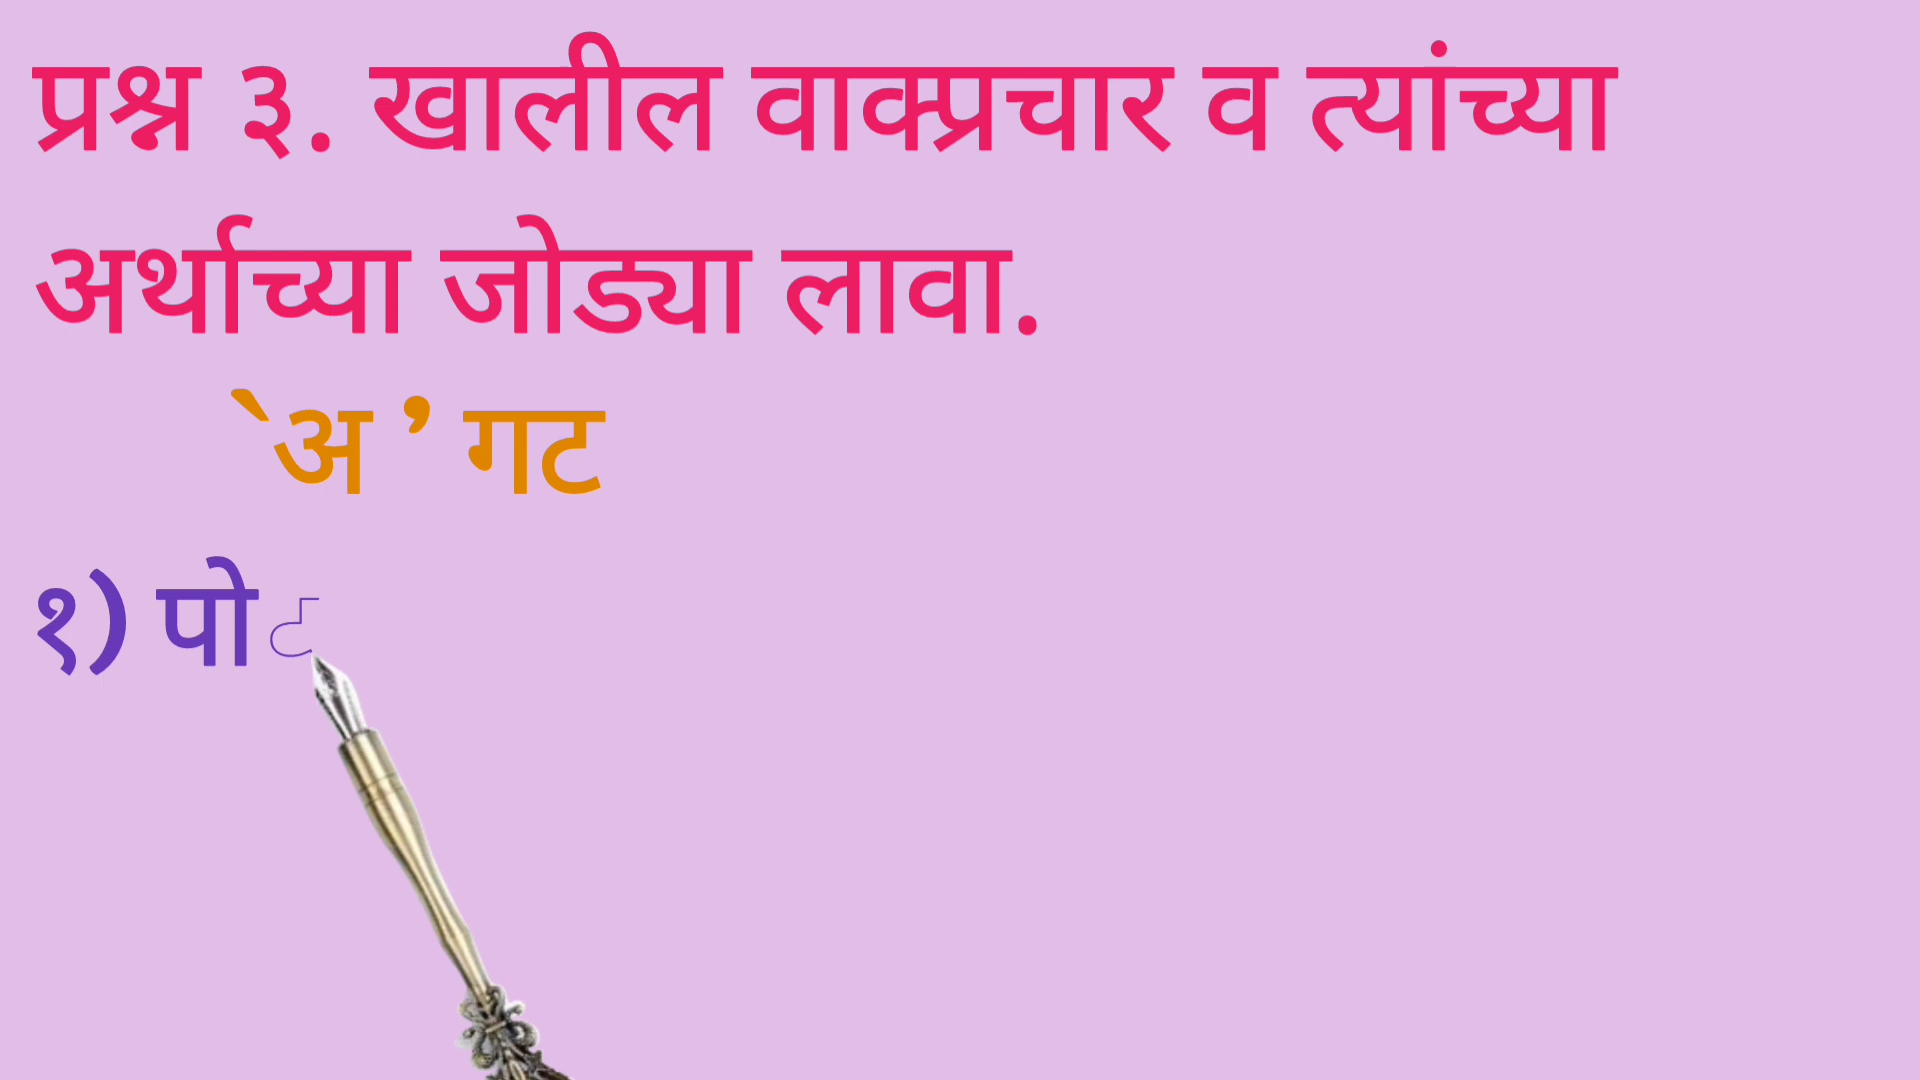 प्रश्न ३. खालील वाक्प्रचार व त्यांच्या
अर्थाच्या जोड्या लावा.
`अ ’ गट
१) पो